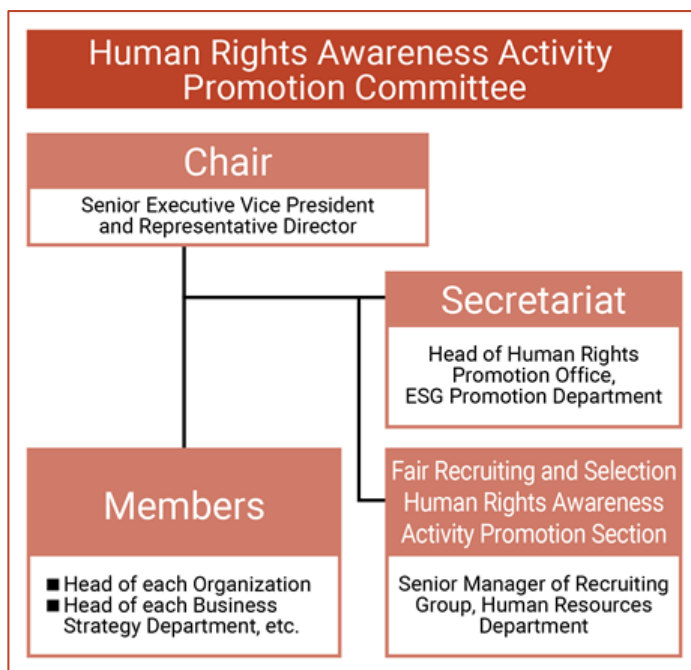 Human Rights Awareness Activity
Promotion Committee
Chair
Senior Executive Vice President
and Representative Director
Secretariat
Head of Human Rights
Promotion Office,
ESG Promotion Department
Members
■ Head of each Organization
■ Head of each Business
Strategy Department, etc.
Fair Recruiting and Selection
Human Rights Awareness
Activity Promotion Section
Senior Manager of Recruiting
Group, Human Resources
Department